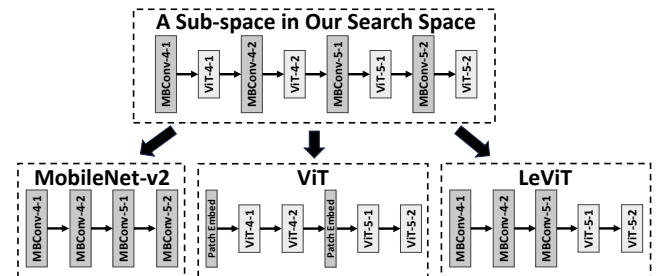 A Sub-space in Our Search Space
MBConv-4-1
ViT-4-1
MBConv-4-2
ViT-4-2
MBConv-5-1
ViT-5-1
MBConv-5-2
ViT-5-2
MobileNet-v2
MBConv-4-1
MBConv-4-2
MBConv-5-1
MBConv-5-2
ViT
Patch Embed
ViT-4-1
ViT-4-2
Patch Embed
ViT-5-1
ViT-5-2
LeViT
MBConv-4-1
MBConv-4-2
MBConv-5-1
ViT-5-1
ViT-5-2